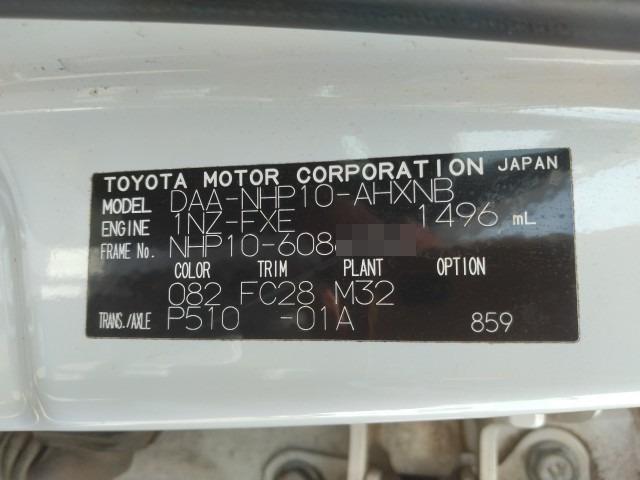 TOYOTA MOTOR CORPORATION JAPAN
MODEL DAA-NHP10-AHXNB
ENGINE 1NZ-FXE 1496 mL
FRAME No. NHP10-608
COLOR TRIM PLANT OPTION
082 FC28 M32
TRANS./AXLE P510 -01A 859